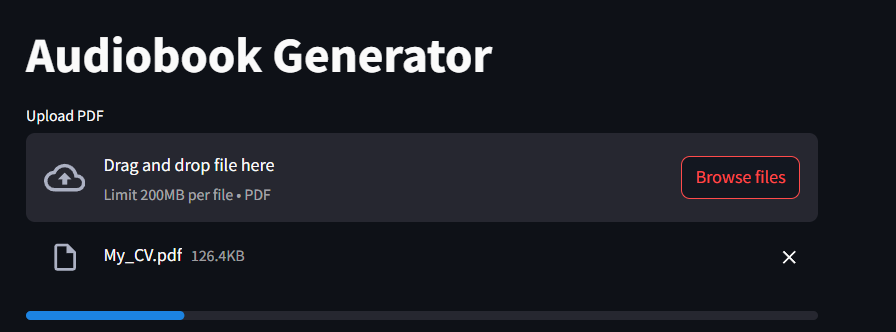 Audiobook Generator
Upload PDF
Drag and drop file here
Limit 200MB per file • PDF
Browse files
My_CV.pdf 126.4KB